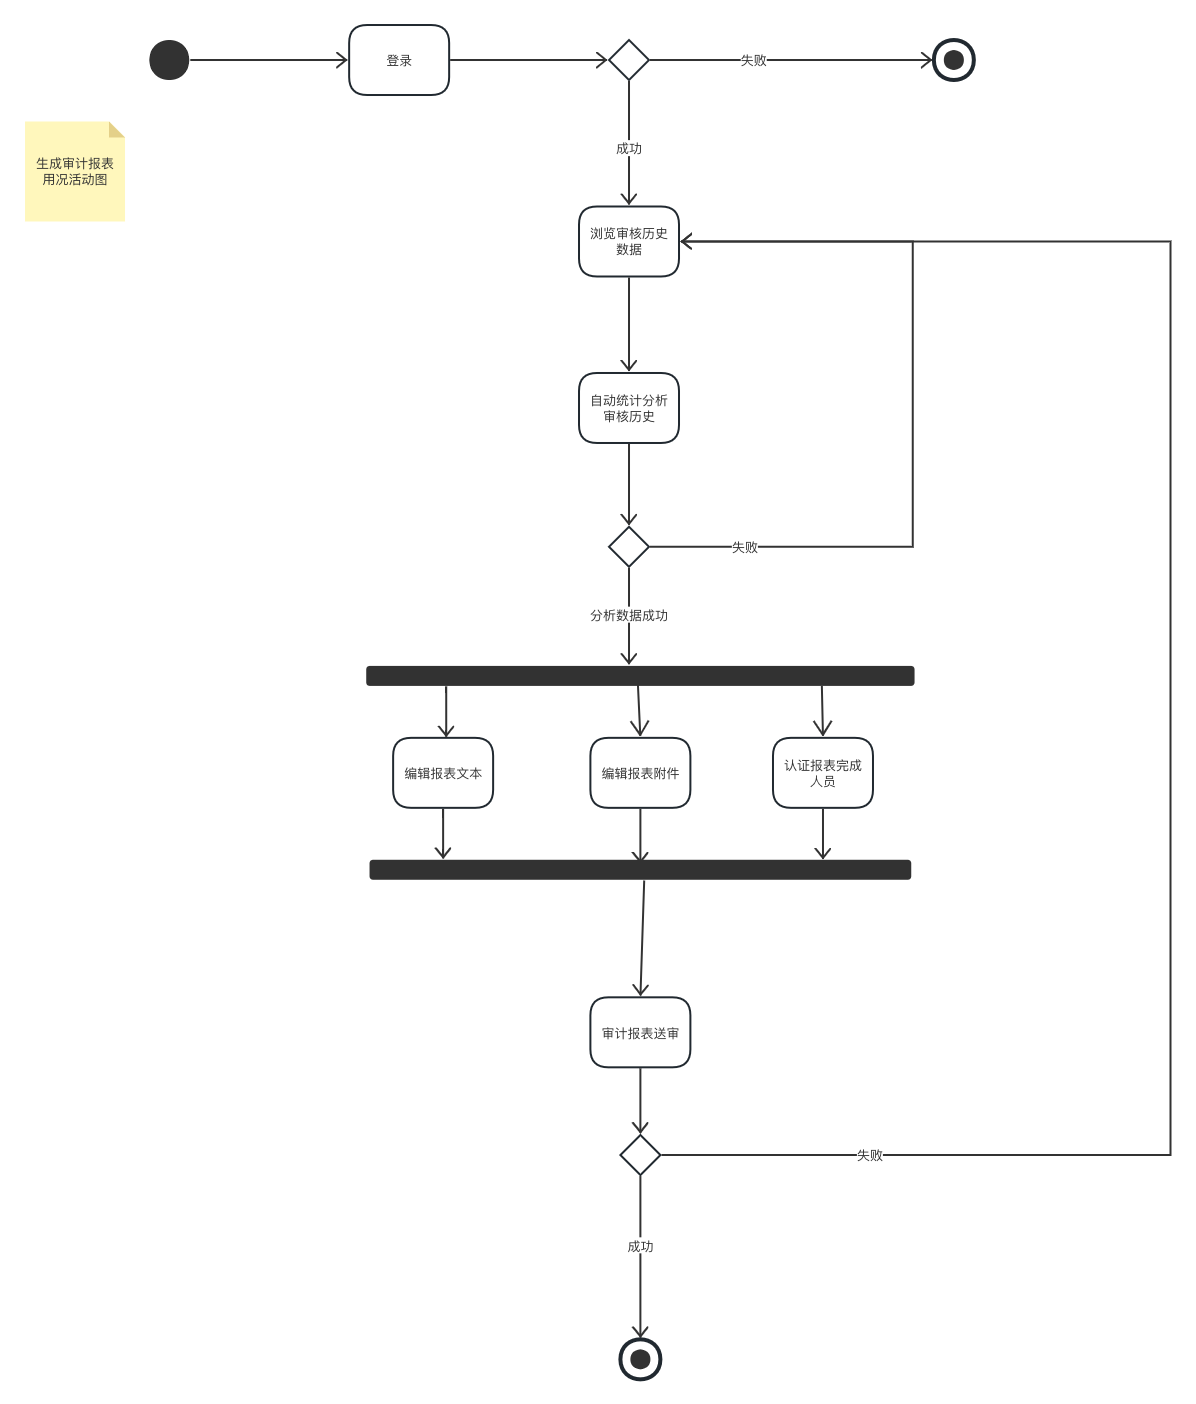 登录
失败
生成审计报表
用况活动图
成功
浏览审核历史
数据
自动统计分析
审核历史
失败
分析数据成功
编辑报表文本
编辑报表附件
认证报表完成
人员
审计报表送审
失败
成功